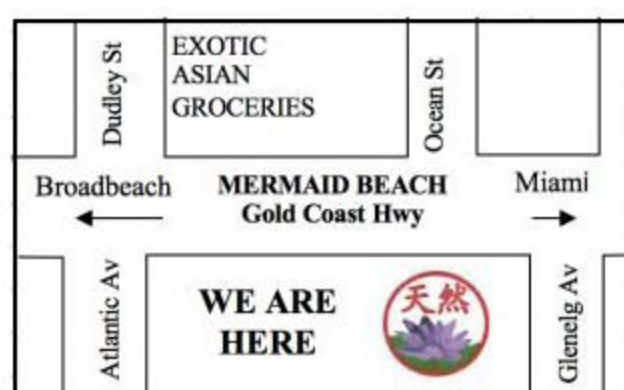 Dudley St
EXOTIC
ASIAN
GROCERIES
Ocean St
Broadbeach
MERMAID BEACH
Gold Coast Hwy
Miami
Atlantic Av
WE ARE
HERE
天然
Glenelg Av